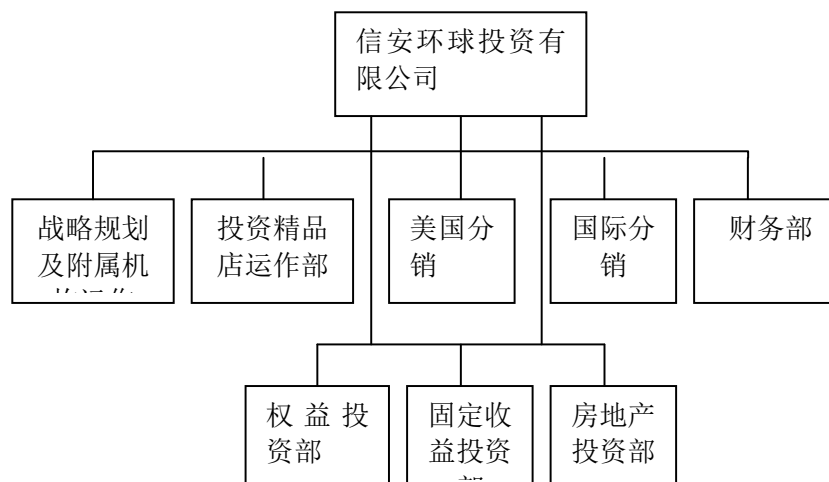 信安环球投资有
限公司
战略规划
及附属机
投资精品
店运作部
美国分
销
国际分
销
财务部
权益投
资部
固定收
益投资
房地产
投资部